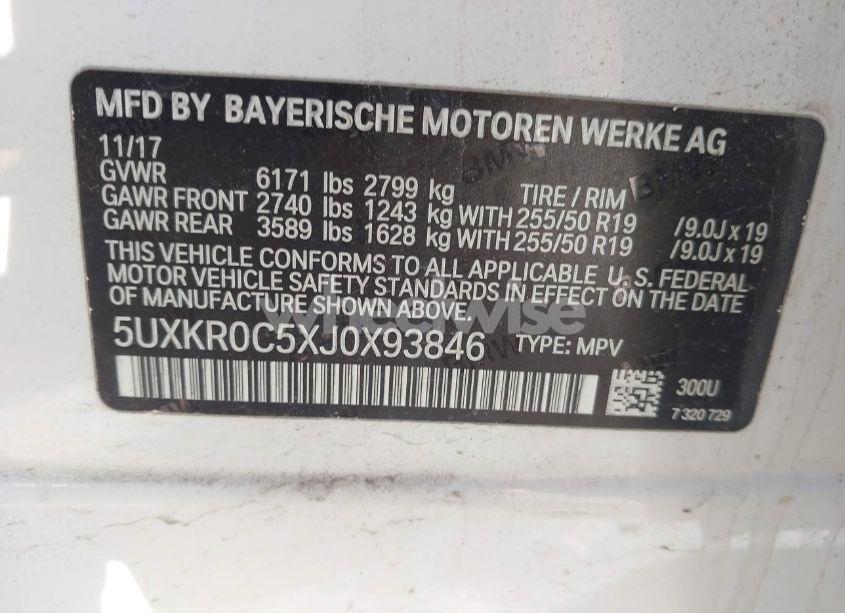 MFD BY BAYERISCHE MOTOREN WERKE AG
11/17
GVWR 6171 lbs 2799 kg TIRE / RIM
GAWR FRONT 2740 lbs 1243 kg WITH 255/50 R19 /9.0J x 19
GAWR REAR 3589 lbs 1628 kg WITH 255/50 R19 /9.0J x 19
THIS VEHICLE CONFORMS TO ALL APPLICABLE U. S. FEDERAL
MOTOR VEHICLE SAFETY STANDARDS IN EFFECT ON THE DATE
OF MANUFACTURE SHOWN ABOVE.
wheelwise
5UXKR0C5XJ0X93846 TYPE: MPV
300U
7 320 729
BMW
BMW